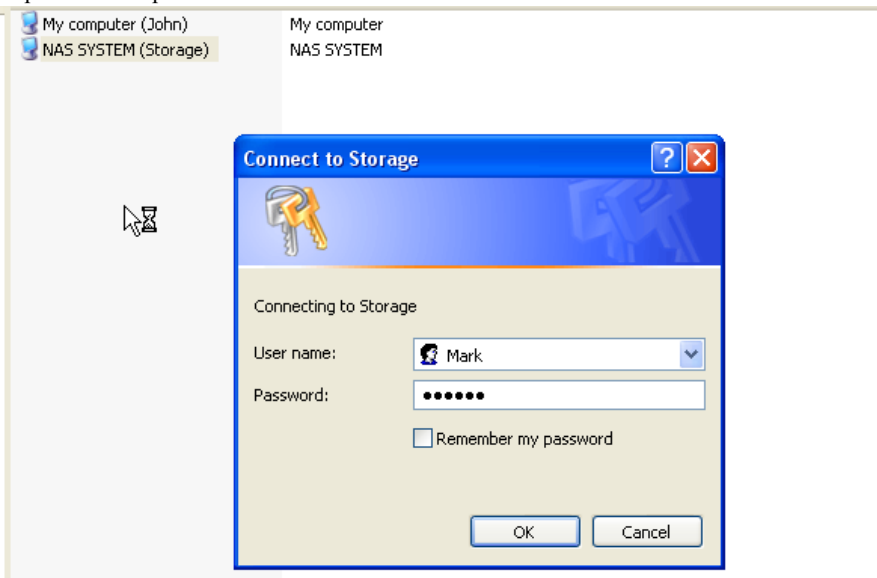 My computer (John) My computer
NAS SYSTEM (Storage) NAS SYSTEM
Connect to Storage
Connecting to Storage
User name: Mark
Password: ●●●●●●
Remember my password
OK Cancel